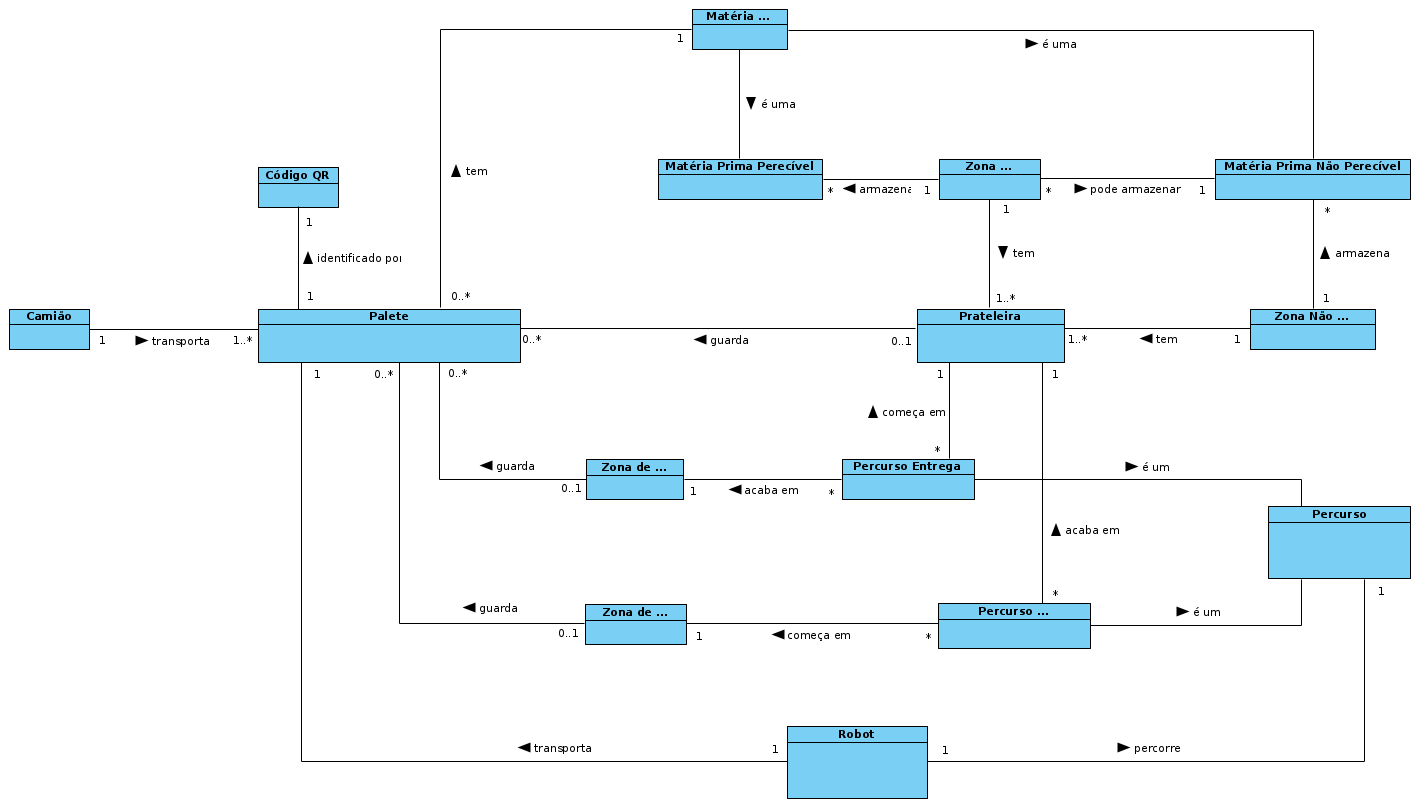 Matéria ...
1
é uma
é uma
tem
Matéria Prima Perecível
Zona ...
Matéria Prima Não Perecível
Código QR
* armazena 1
* pode armazenar 1
1
1
*
identificado por
tem
armazena
1
0..*
1..*
1
Camião
Palete
Prateleira
Zona Não ...
1 transporta 1..*
0..* guarda 0..1
1..* tem 1
1
0..*
0..*
1
1
começa em
*
guarda
Zona de ...
Percurso Entrega
é um
0..1
1 acaba em *
Percurso
acaba em
*
1
guarda
Zona de ...
Percurso ...
é um
0..1
1 começa em *
Robot
transporta 1
1 percorre